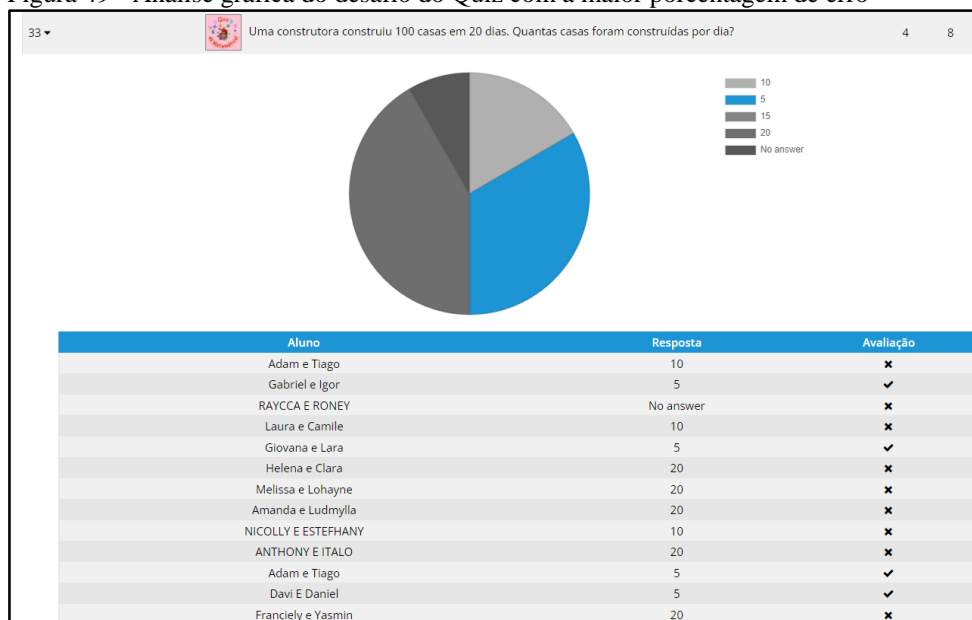 Figura 49 - Análise gráfica do desafio do Quiz com a maior porcentagem de erro
33 Uma construtora construiu 100 casas em 20 dias. Quantas casas foram construídas por dia? 4 8
10
5
15
20
No answer
Aluno Resposta Avaliação
Adam e Tiago 10
Gabriel e Igor 5
RAYCCA E RONEY No answer
Laura e Camile 10
Giovana e Lara 5
Helena e Clara 20
Melissa e Lohayne 20
Amanda e Ludmylla 20
NICOLLY E ESTEFHANY 10
ANTHONY E ITALO 20
Adam e Tiago 5
Davi E Daniel 5
Franciely e Yasmin 20